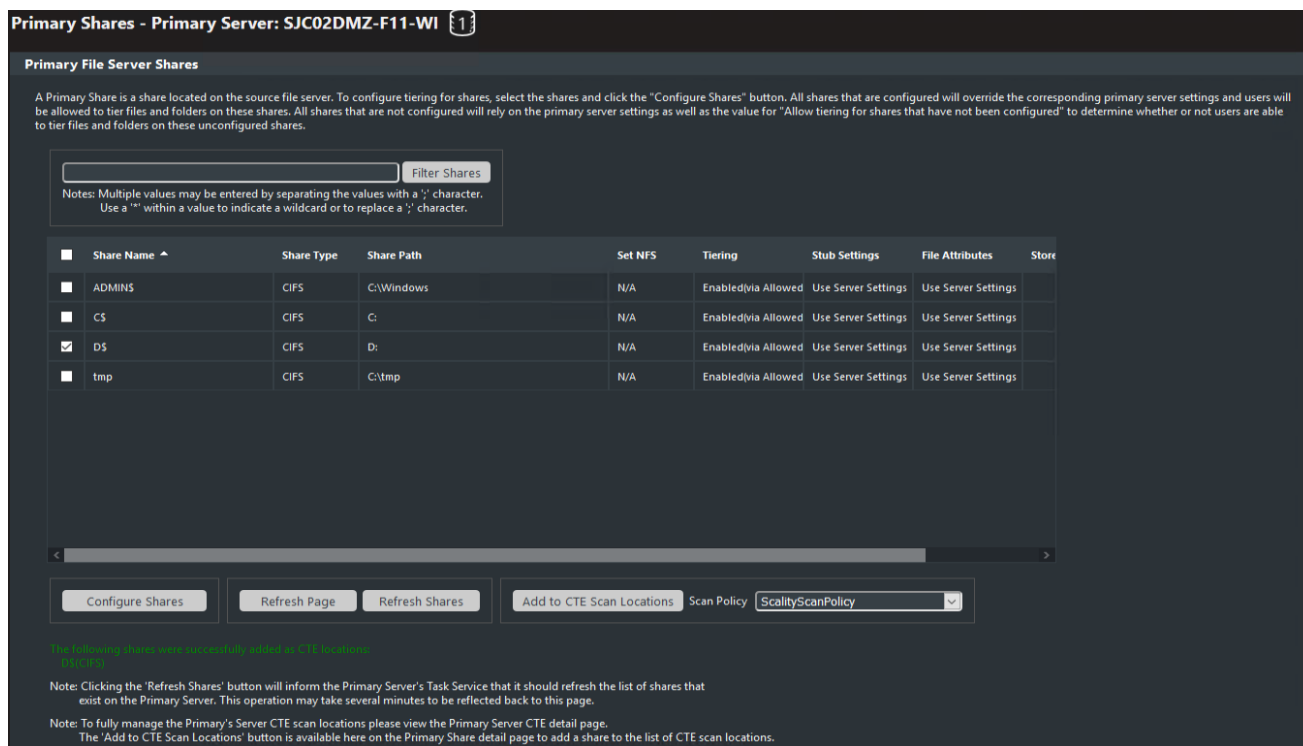 Primary Shares - Primary Server: SJC02DMZ-F11-WI 1
Primary File Server Shares
A Primary Share is a share located on the source file server. To configure tiering for shares, select the shares and click the "Configure Shares" button. All shares that are configured will override the corresponding primary server settings and users will
be allowed to tier files and folders on these shares. All shares that are not configured will rely on the primary server settings as well as the value for "Allow tiering for shares that have not been configured" to determine whether or not users are able
to tier files and folders on these unconfigured shares.
Filter Shares
Notes: Multiple values may be entered by separating the values with a ';' character.
Use a '*' within a value to indicate a wildcard or to replace a ';' character.
Share Name Share Type Share Path Set NFS Tiering Stub Settings File Attributes Store
ADMIN$ CIFS C:\Windows N/A Enabled(via Allowed Use Server Settings Use Server Settings
C$ CIFS C: N/A Enabled(via Allowed Use Server Settings Use Server Settings
D$ CIFS D: N/A Enabled(via Allowed Use Server Settings Use Server Settings
tmp CIFS C:\tmp N/A Enabled(via Allowed Use Server Settings Use Server Settings
Configure Shares Refresh Page Refresh Shares Add to CTE Scan Locations Scan Policy ScalityScanPolicy
The following shares were successfully added as CTE locations:
D$(CIFS)
Note: Clicking the 'Refresh Shares' button will inform the Primary Server's Task Service that it should refresh the list of shares that
exist on the Primary Server. This operation may take several minutes to be reflected back to this page.
Note: To fully manage the Primary's Server CTE scan locations please view the Primary Server CTE detail page.
The 'Add to CTE Scan Locations' button is available here on the Primary Share detail page to add a share to the list of CTE scan locations.